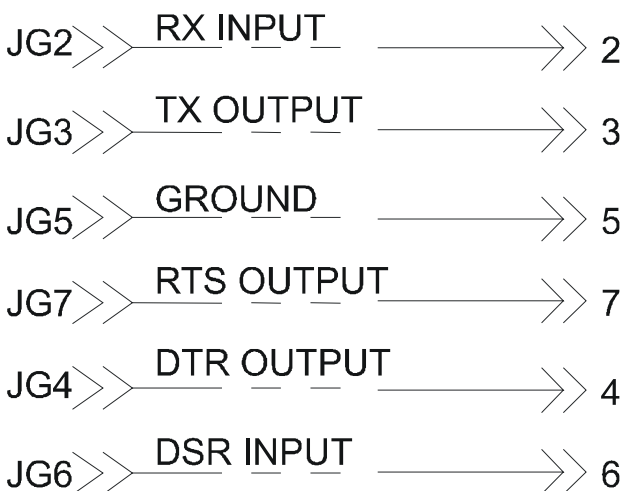 JG2 RX INPUT 2
JG3 TX OUTPUT 3
JG5 GROUND 5
JG7 RTS OUTPUT 7
JG4 DTR OUTPUT 4
JG6 DSR INPUT 6